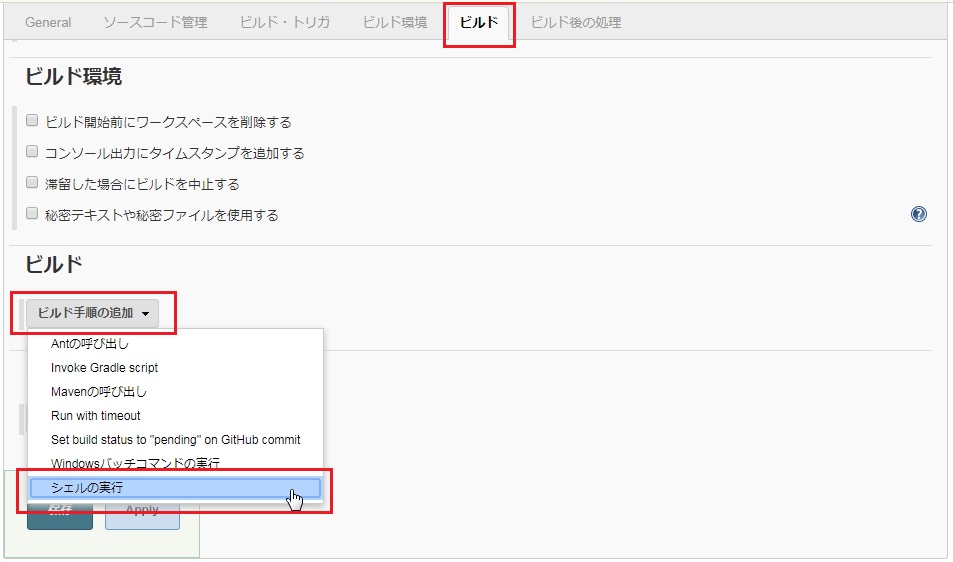 General ソースコード管理 ビルド・トリガ ビルド環境 ビルド ビルド後の処理
ビルド環境
ビルド開始前にワークスペースを削除する
コンソール出力にタイムスタンプを追加する
滞留した場合にビルドを中止する
秘密テキストや秘密ファイルを使用する
ビルド
ビルド手順の追加
Antの呼び出し
Invoke Gradle script
Mavenの呼び出し
Run with timeout
Set build status to "pending" on GitHub commit
Windowsバッチコマンドの実行
シェルの実行
保存 Apply